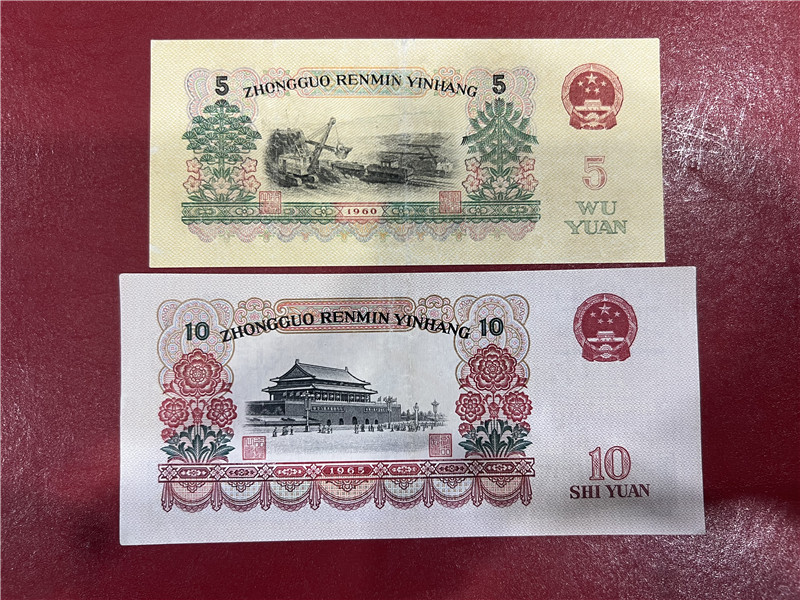 5 ZHONGGUO RENMIN YINHANG 5
5
1960
WU
YUAN
10 ZHONGGUO RENMIN YINHANG 10
1965
10
SHI YUAN